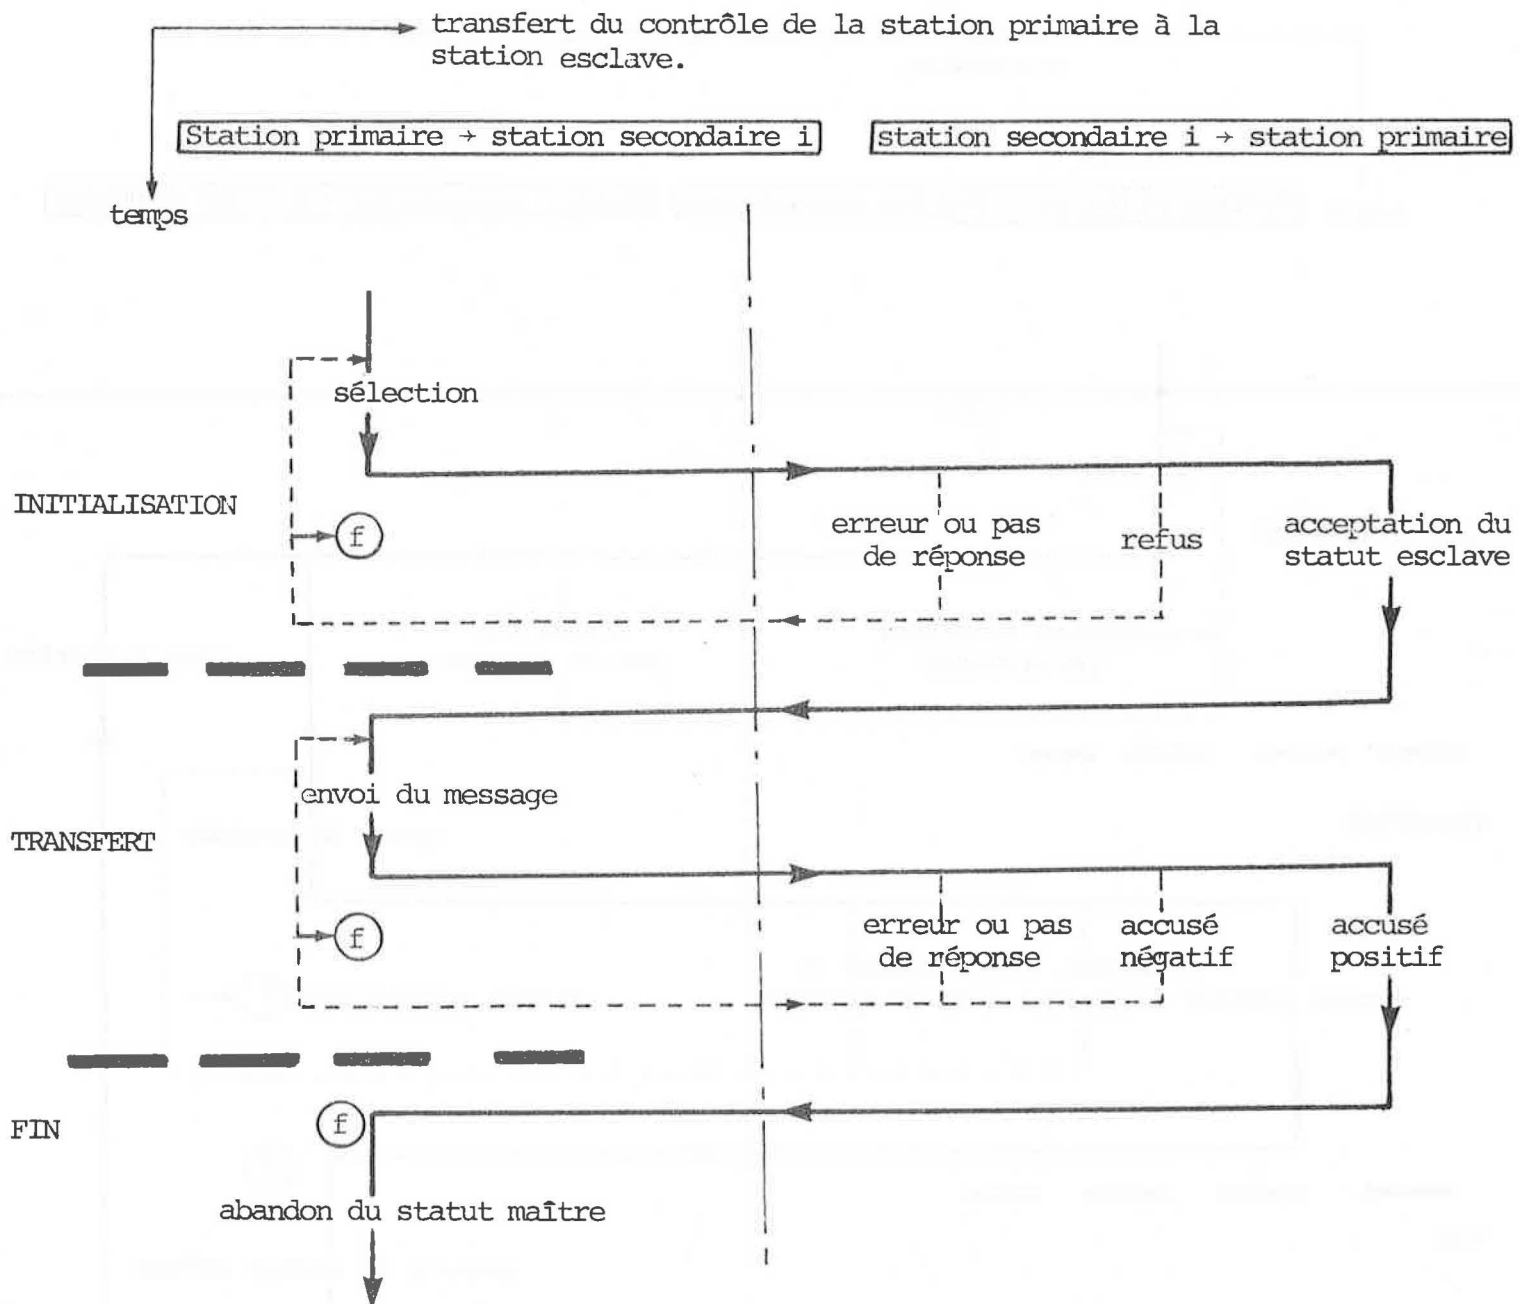 transfert du contrôle de la station primaire à la
station esclave.
Station primaire → station secondaire i
station secondaire i → station primaire
temps
sélection
INITIALISATION
f
erreur ou pas
de réponse
refus
acceptation du
statut esclave
envoi du message
TRANSFERT
f
erreur ou pas
de réponse
accusé
négatif
accusé
positif
FIN
f
abandon du statut maître